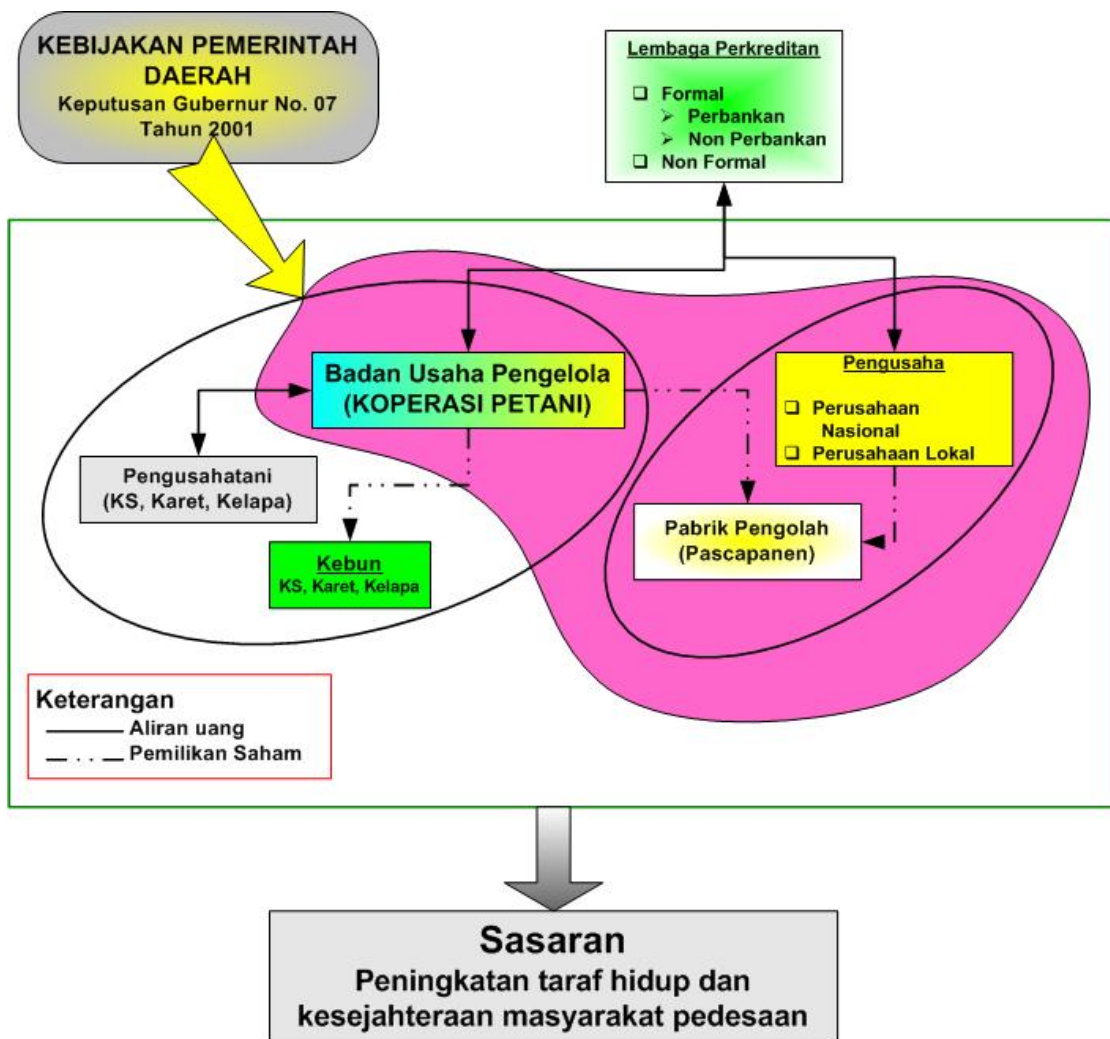 KEBIJAKAN PEMERINTAH
DAERAH
Keputusan Gubernur No. 07
Tahun 2001
Lembaga Perkreditan
Formal
Perbankan
Non Perbankan
Non Formal
Badan Usaha Pengelola
(KOPERASI PETANI)
Pengusaha
Perusahaan
Nasional
Perusahaan Lokal
Pengusahatani
(KS, Karet, Kelapa)
Kebun
KS, Karet, Kelapa
Pabrik Pengolah
(Pascapanen)
Keterangan
Aliran uang
Pemilikan Saham
Sasaran
Peningkatan taraf hidup dan
kesejahteraan masyarakat pedesaan